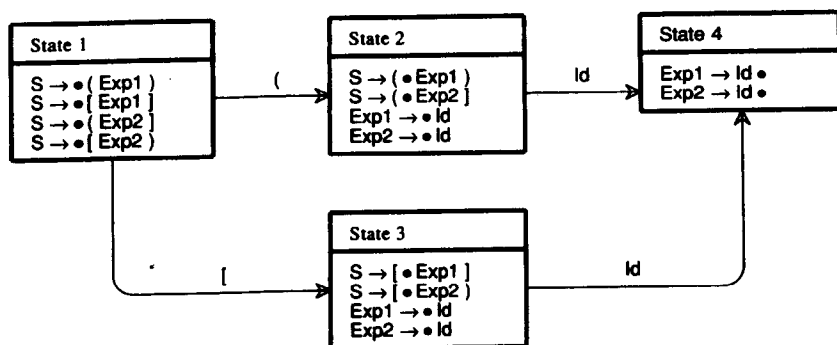 State 1
S → • ( Exp1 )
S → • [ Exp1 ]
S → • ( Exp2 ]
S → • [ Exp2 )
(
State 2
S → ( • Exp1 )
S → ( • Exp2 ]
Exp1 → • Id
Exp2 → • Id
Id
State 4
Exp1 → Id •
Exp2 → Id •
[
State 3
S → [ • Exp1 ]
S → [ • Exp2 )
Exp1 → • Id
Exp2 → • Id
Id